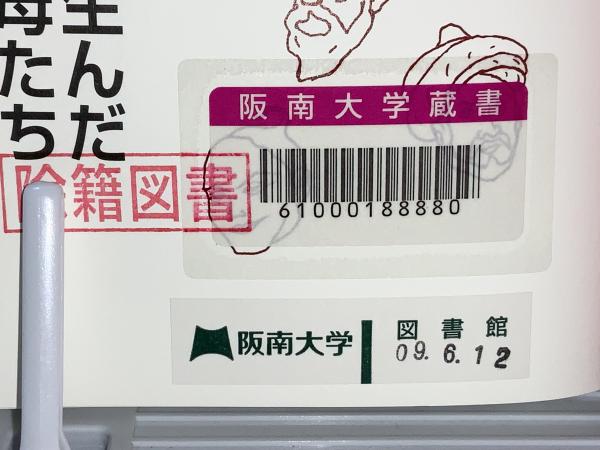 生んだ
母たち
阪南大学蔵書
61000188880
除籍図書
阪南大学
図書館
09.6.12